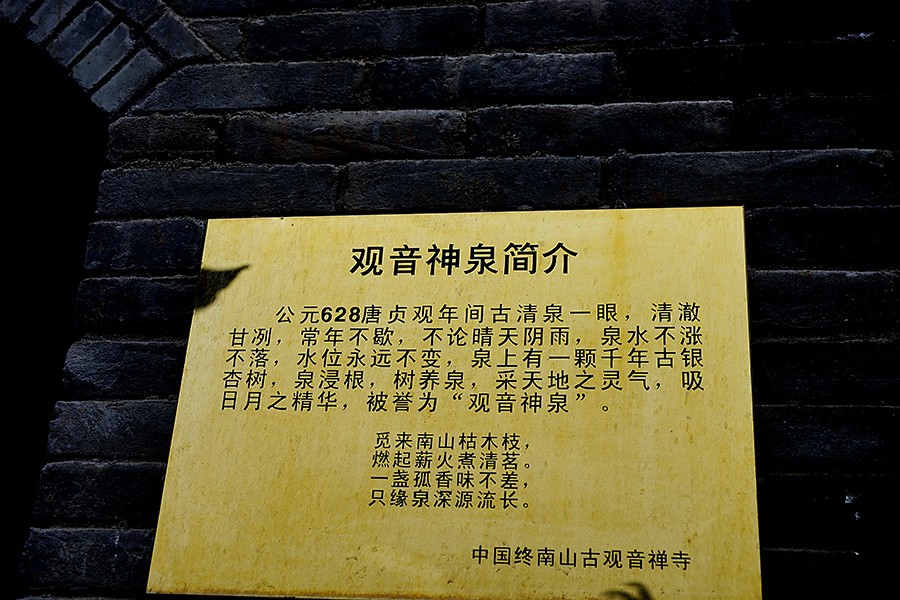 观音神泉简介
公元628唐贞观年间古清泉一眼，清澈
甘洌，常年不歇，不论晴天阴雨，泉水不涨
不落，水位永远不变，泉上有一颗千年古银
杏树，泉浸根，树养泉，采天地之灵气，吸
日月之精华，被誉为“观音神泉”。
觅来南山枯木枝，
燃起薪火煮清茗。
一盏孤香味不差，
只缘泉深源流长。
中国终南山古观音禅寺